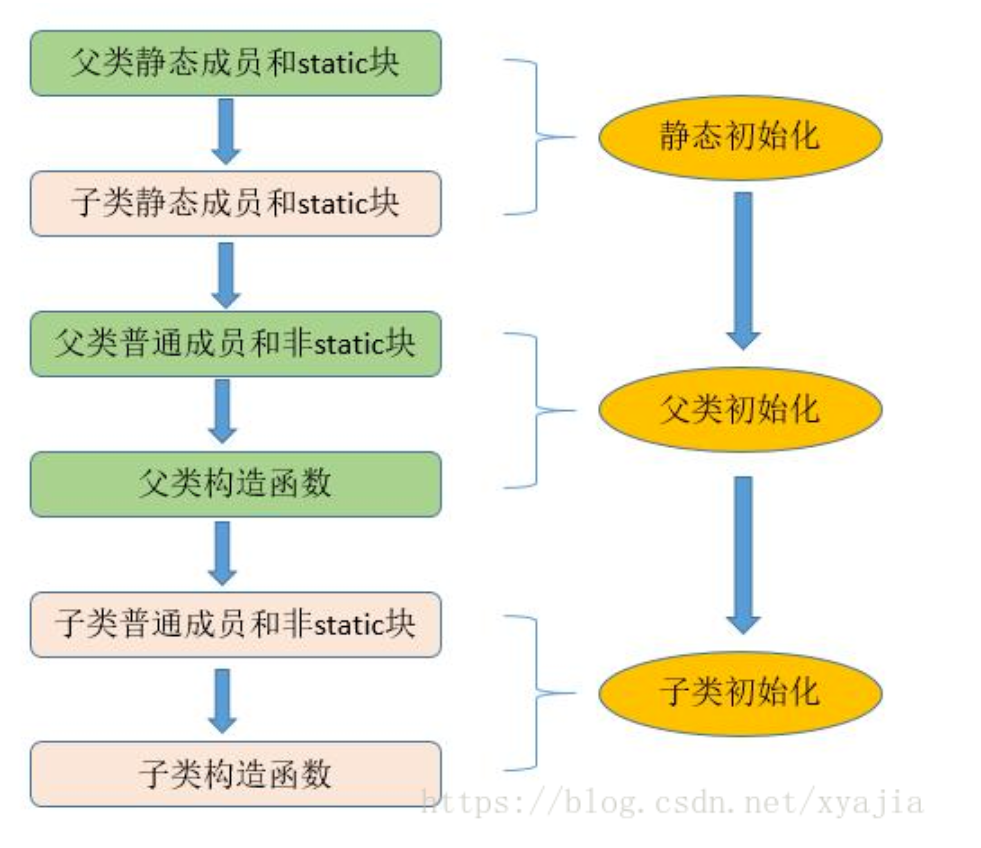 父类静态成员和static块
子类静态成员和static块
父类普通成员和非static块
父类构造函数
子类普通成员和非static块
子类构造函数
静态初始化
父类初始化
子类初始化
https://blog.csdn.net/xyajia